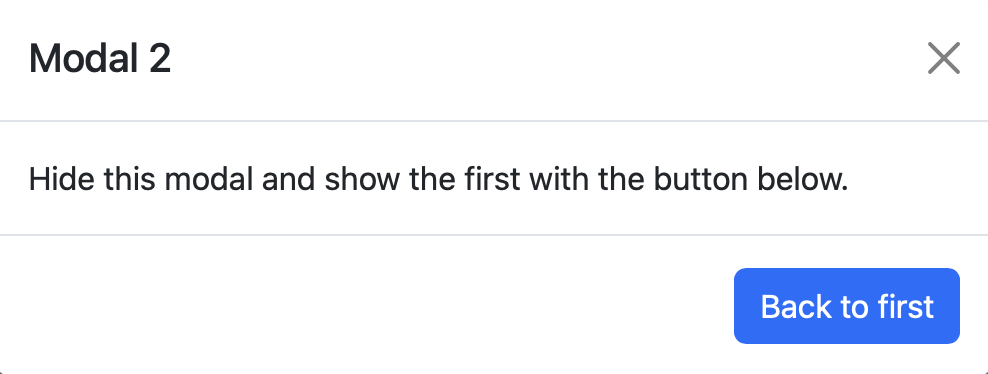 Modal 2
Hide this modal and show the first with the button below.
Back to first